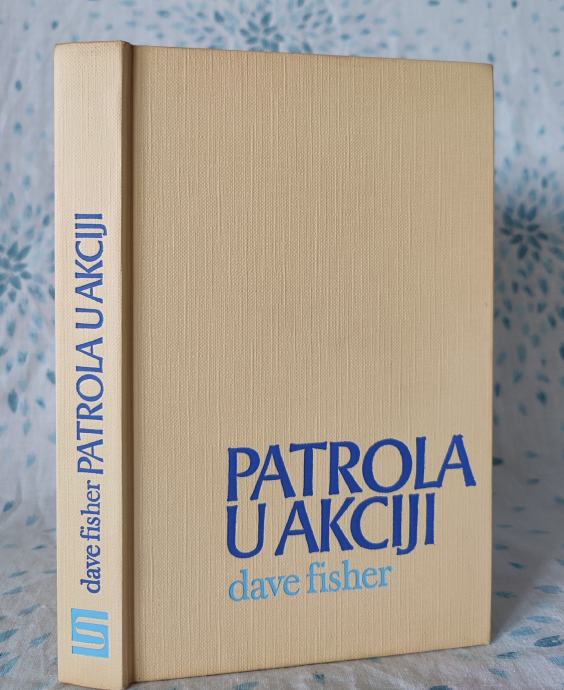 dave fisher PATROLA U AKCIJI
PATROLA
U AKCIJI
dave fisher